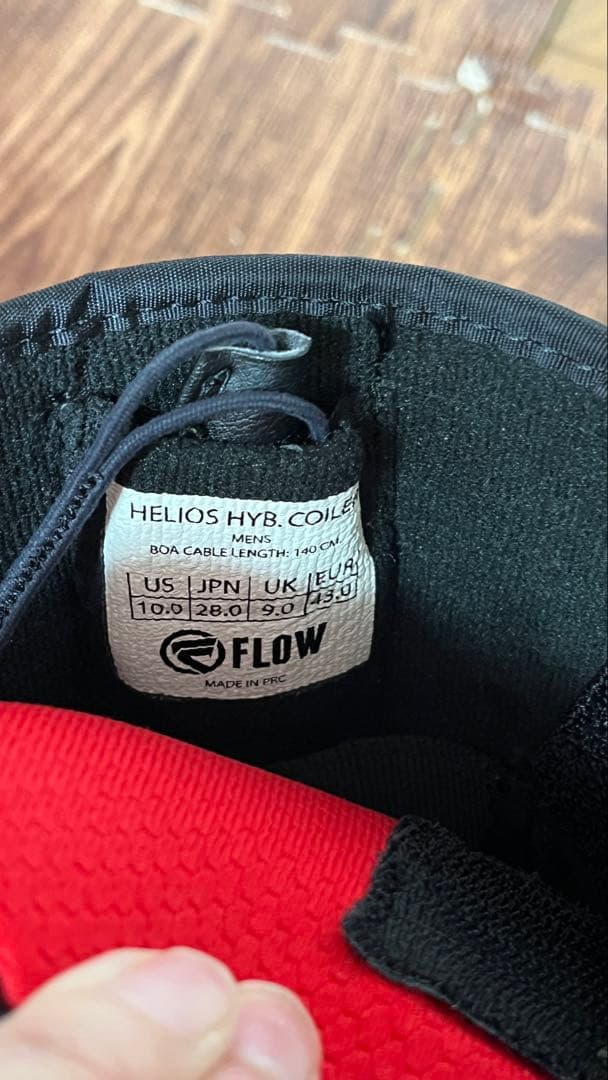 HELIOS HYB. COILER
MENS
BOA CABLE LENGTH: 140 CM.
US JPN UK EUR
10.0 28.0 9.0 43.0
FLOW
MADE IN PRC